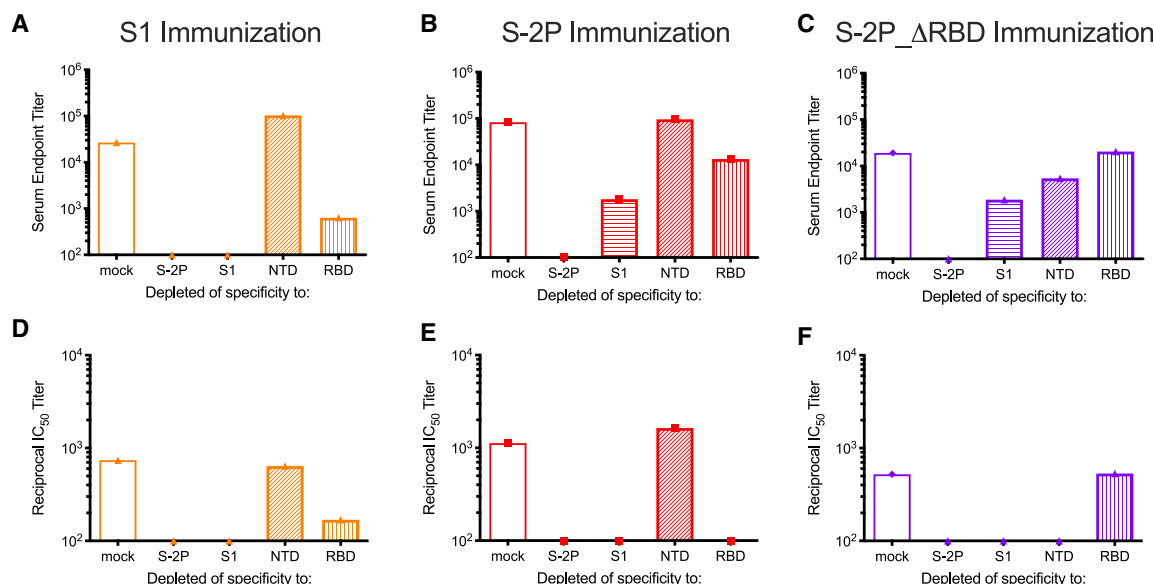 A S1 Immunization
B S-2P Immunization
C S-2P_ΔRBD Immunization
Serum Endpoint Titer
10⁶
10⁵
10⁴
10³
10²
mock S-2P S1 NTD RBD
Depleted of specificity to:
Serum Endpoint Titer
10⁶
10⁵
10⁴
10³
10²
mock S-2P S1 NTD RBD
Depleted of specificity to:
Serum Endpoint Titer
10⁶
10⁵
10⁴
10³
10²
mock S-2P S1 NTD RBD
Depleted of specificity to:
D
Reciprocal IC₅₀ Titer
10⁴
10³
10²
mock S-2P S1 NTD RBD
Depleted of specificity to:
E
Reciprocal IC₅₀ Titer
10⁴
10³
10²
mock S-2P S1 NTD RBD
Depleted of specificity to:
F
Reciprocal IC₅₀ Titer
10⁴
10³
10²
mock S-2P S1 NTD RBD
Depleted of specificity to: